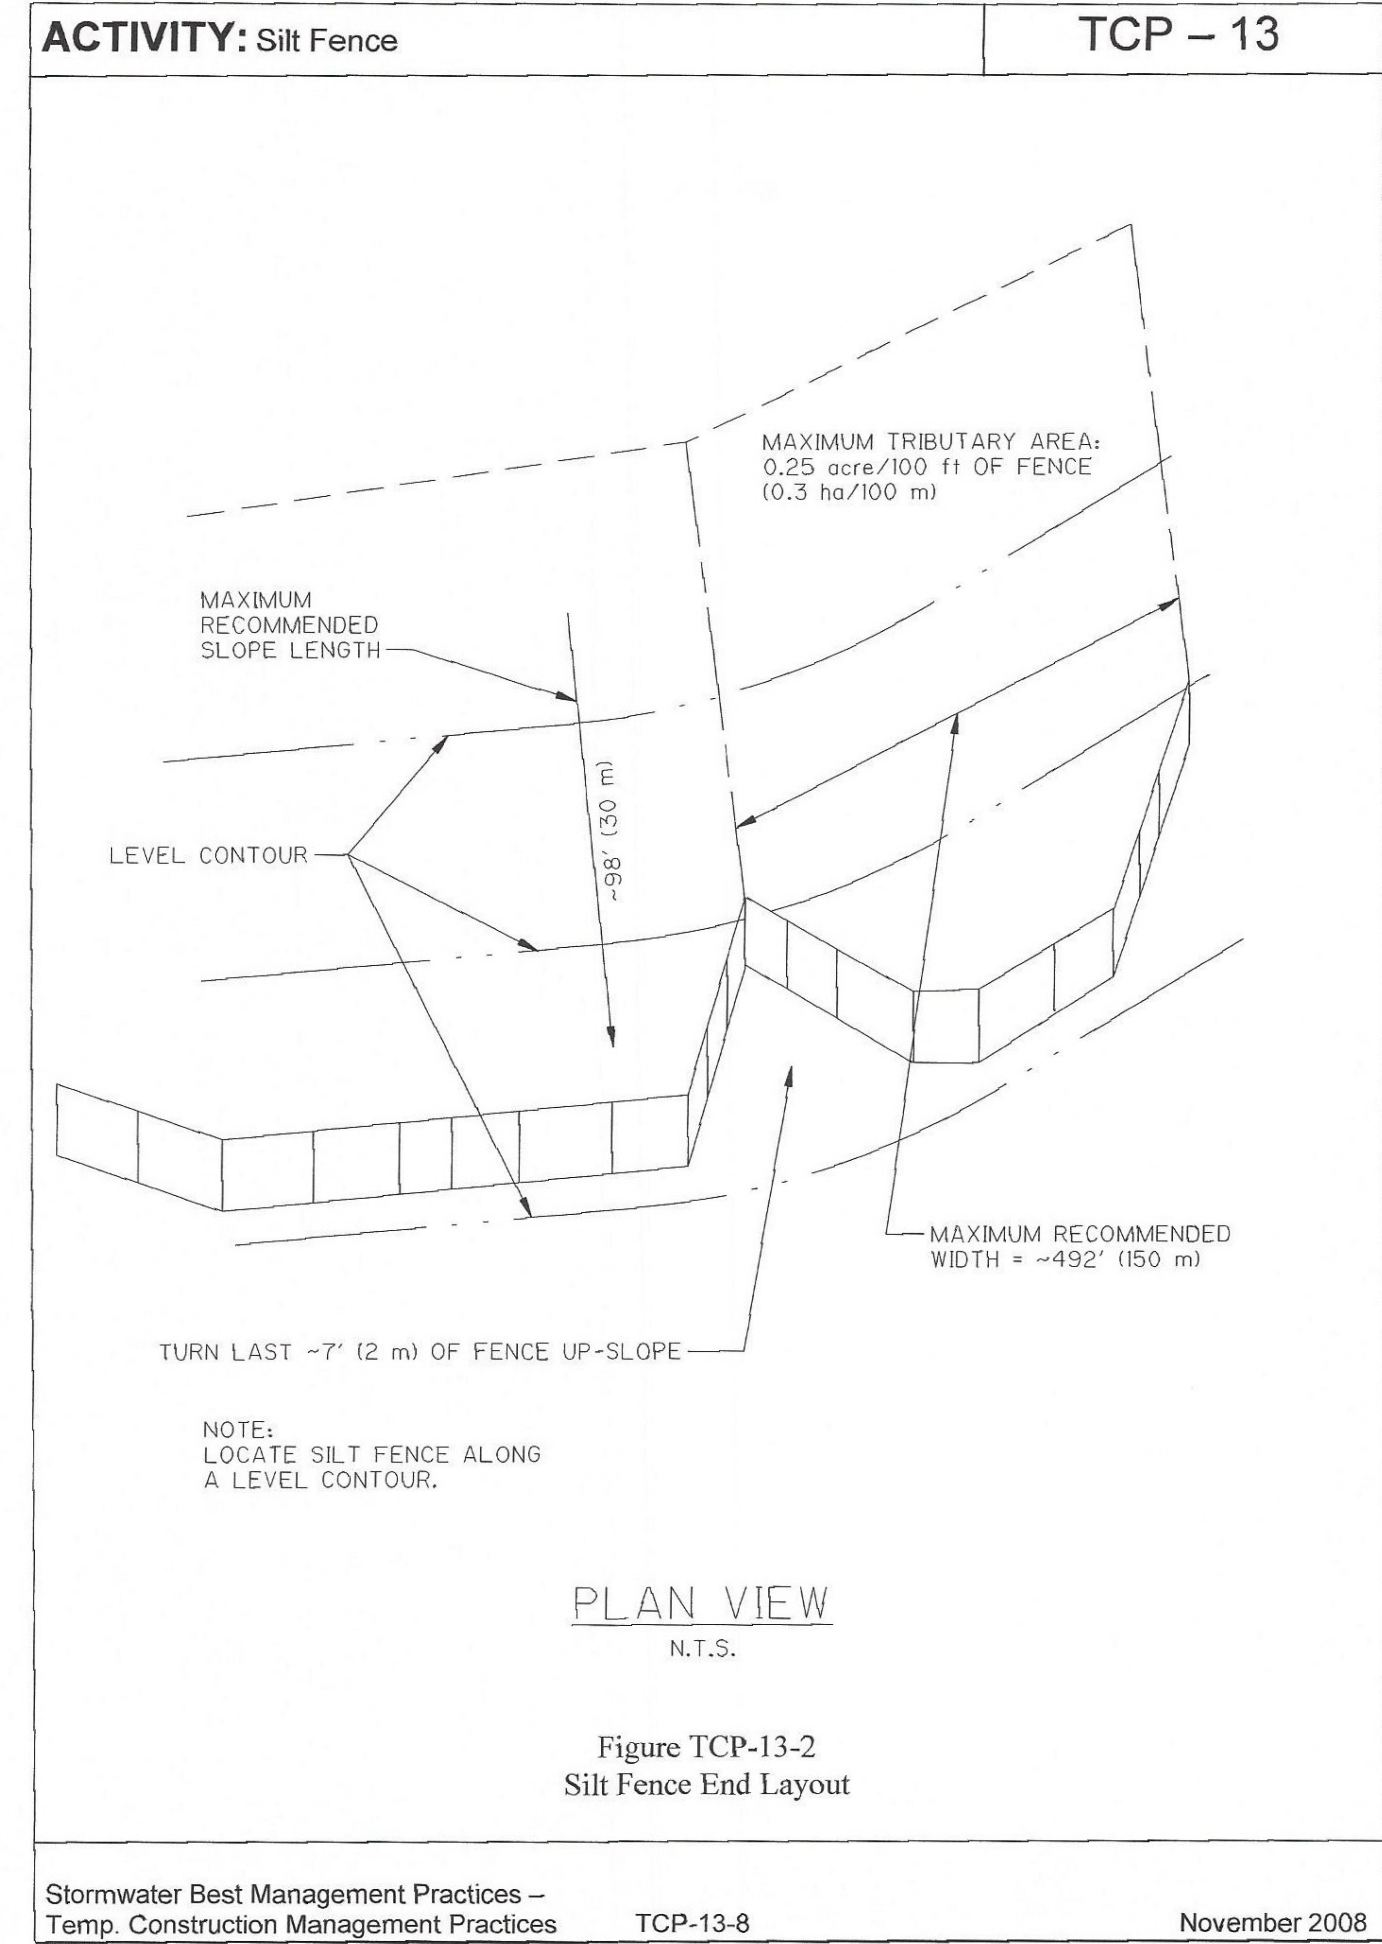 ACTIVITY: Silt Fence
TCP – 13
MAXIMUM TRIBUTARY AREA:
0.25 acre/100 ft OF FENCE
(0.3 ha/100 m)
MAXIMUM
RECOMMENDED
SLOPE LENGTH
~98' (30 m)
LEVEL CONTOUR
MAXIMUM RECOMMENDED
WIDTH = ~492' (150 m)
TURN LAST ~7' (2 m) OF FENCE UP-SLOPE
NOTE:
LOCATE SILT FENCE ALONG
A LEVEL CONTOUR.
PLAN VIEW
N.T.S.
Figure TCP-13-2
Silt Fence End Layout
Stormwater Best Management Practices –
Temp. Construction Management Practices
TCP-13-8
November 2008